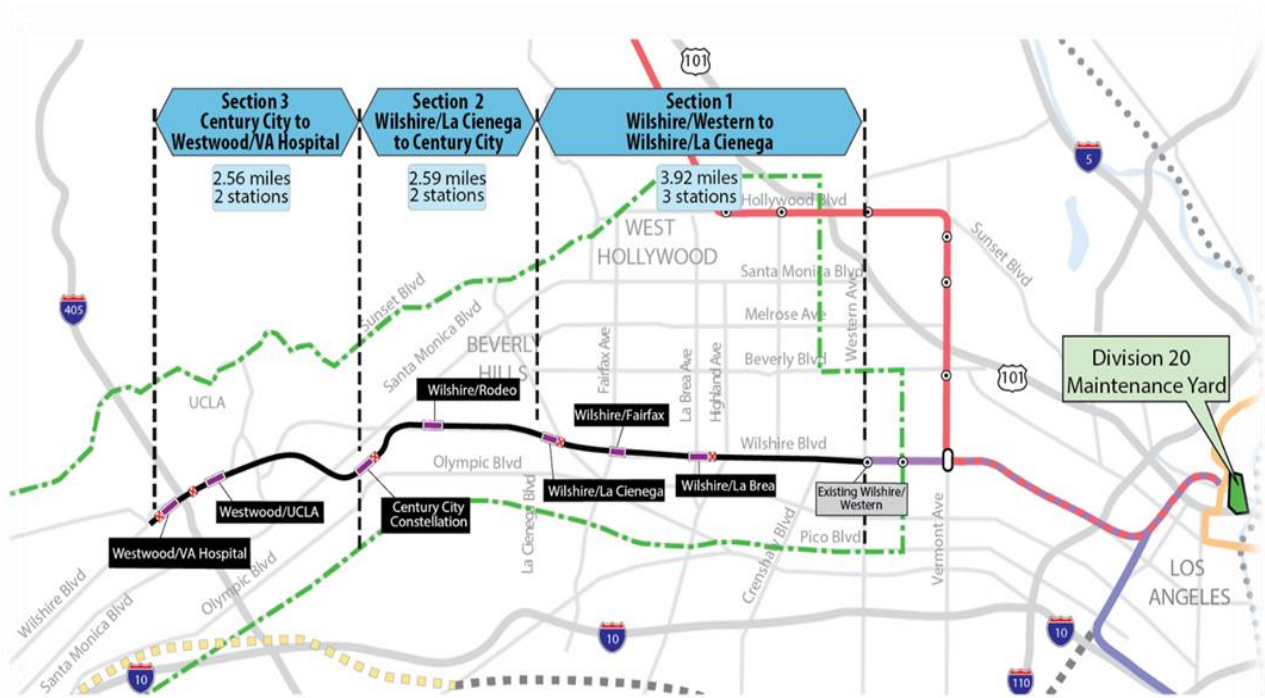 101
Section 3
Century City to
Westwood/VA Hospital
Section 2
Wilshire/La Cienega
to Century City
Section 1
Wilshire/Western to
Wilshire/La Cienega
2.56 miles
2 stations
2.59 miles
2 stations
3.92 miles
3 stations
5
Hollywood Blvd
WEST
HOLLYWOOD
Sunset Blvd
Santa Monica Blvd
405
Sunset Blvd
Santa Monica Blvd
Melrose Ave
Western Ave
BEVERLY
HILLS
Fairfax Ave
La Brea Ave
Highland Ave
Beverly Blvd
Division 20
Maintenance Yard
101
UCLA
Wilshire/Rodeo
Wilshire/Fairfax
Wilshire Blvd
Olympic Blvd
Wilshire/La Cienega
Wilshire/La Brea
Existing Wilshire/
Western
Westwood/UCLA
Century City
Constellation
Westwood/VA Hospital
La Cienega Blvd
Crenshaw Blvd
Pico Blvd
Vermont Ave
LOS
ANGELES
Wilshire Blvd
Santa Monica Blvd
Olympic Blvd
10
10
10
110